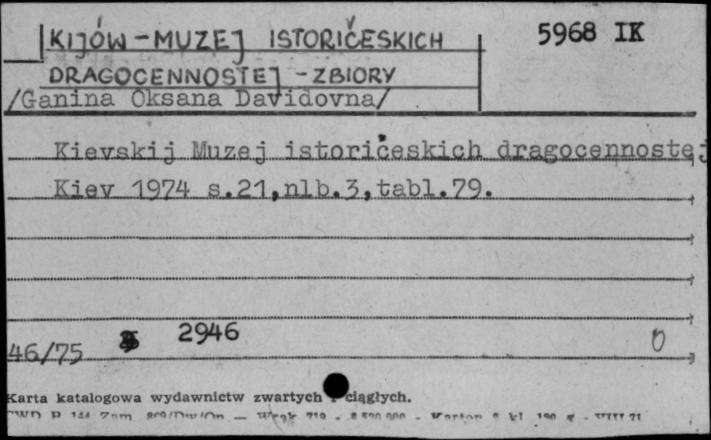 KIJÓW – MUZEJ ISTORIČESKICH 5968 IK
DRAGOCENNOSTEJ – ZBIORY
/Ganina Oksana Davidovna/
Kievskij Muzej istoričeskich dragocennostej
Kiev 1974 s.21,nlb.3,tabl.79.
2946 0
46/75
Karta katalogowa wydawnictw zwartych i ciągłych.